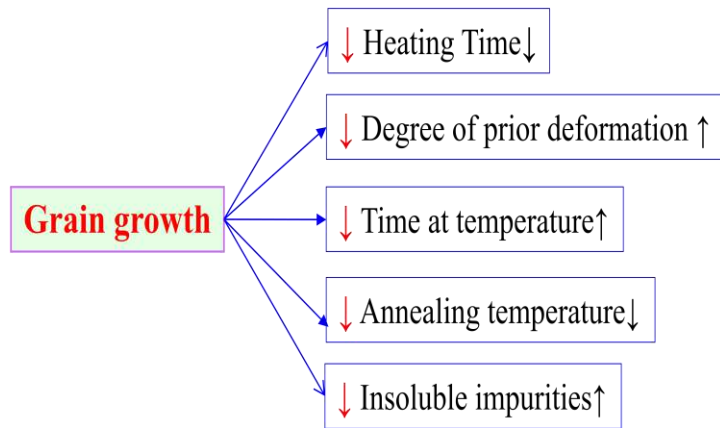 ↓ Heating Time↓
↓ Degree of prior deformation ↑
Grain growth
↓ Time at temperature↑
↓ Annealing temperature↓
↓ Insoluble impurities↑